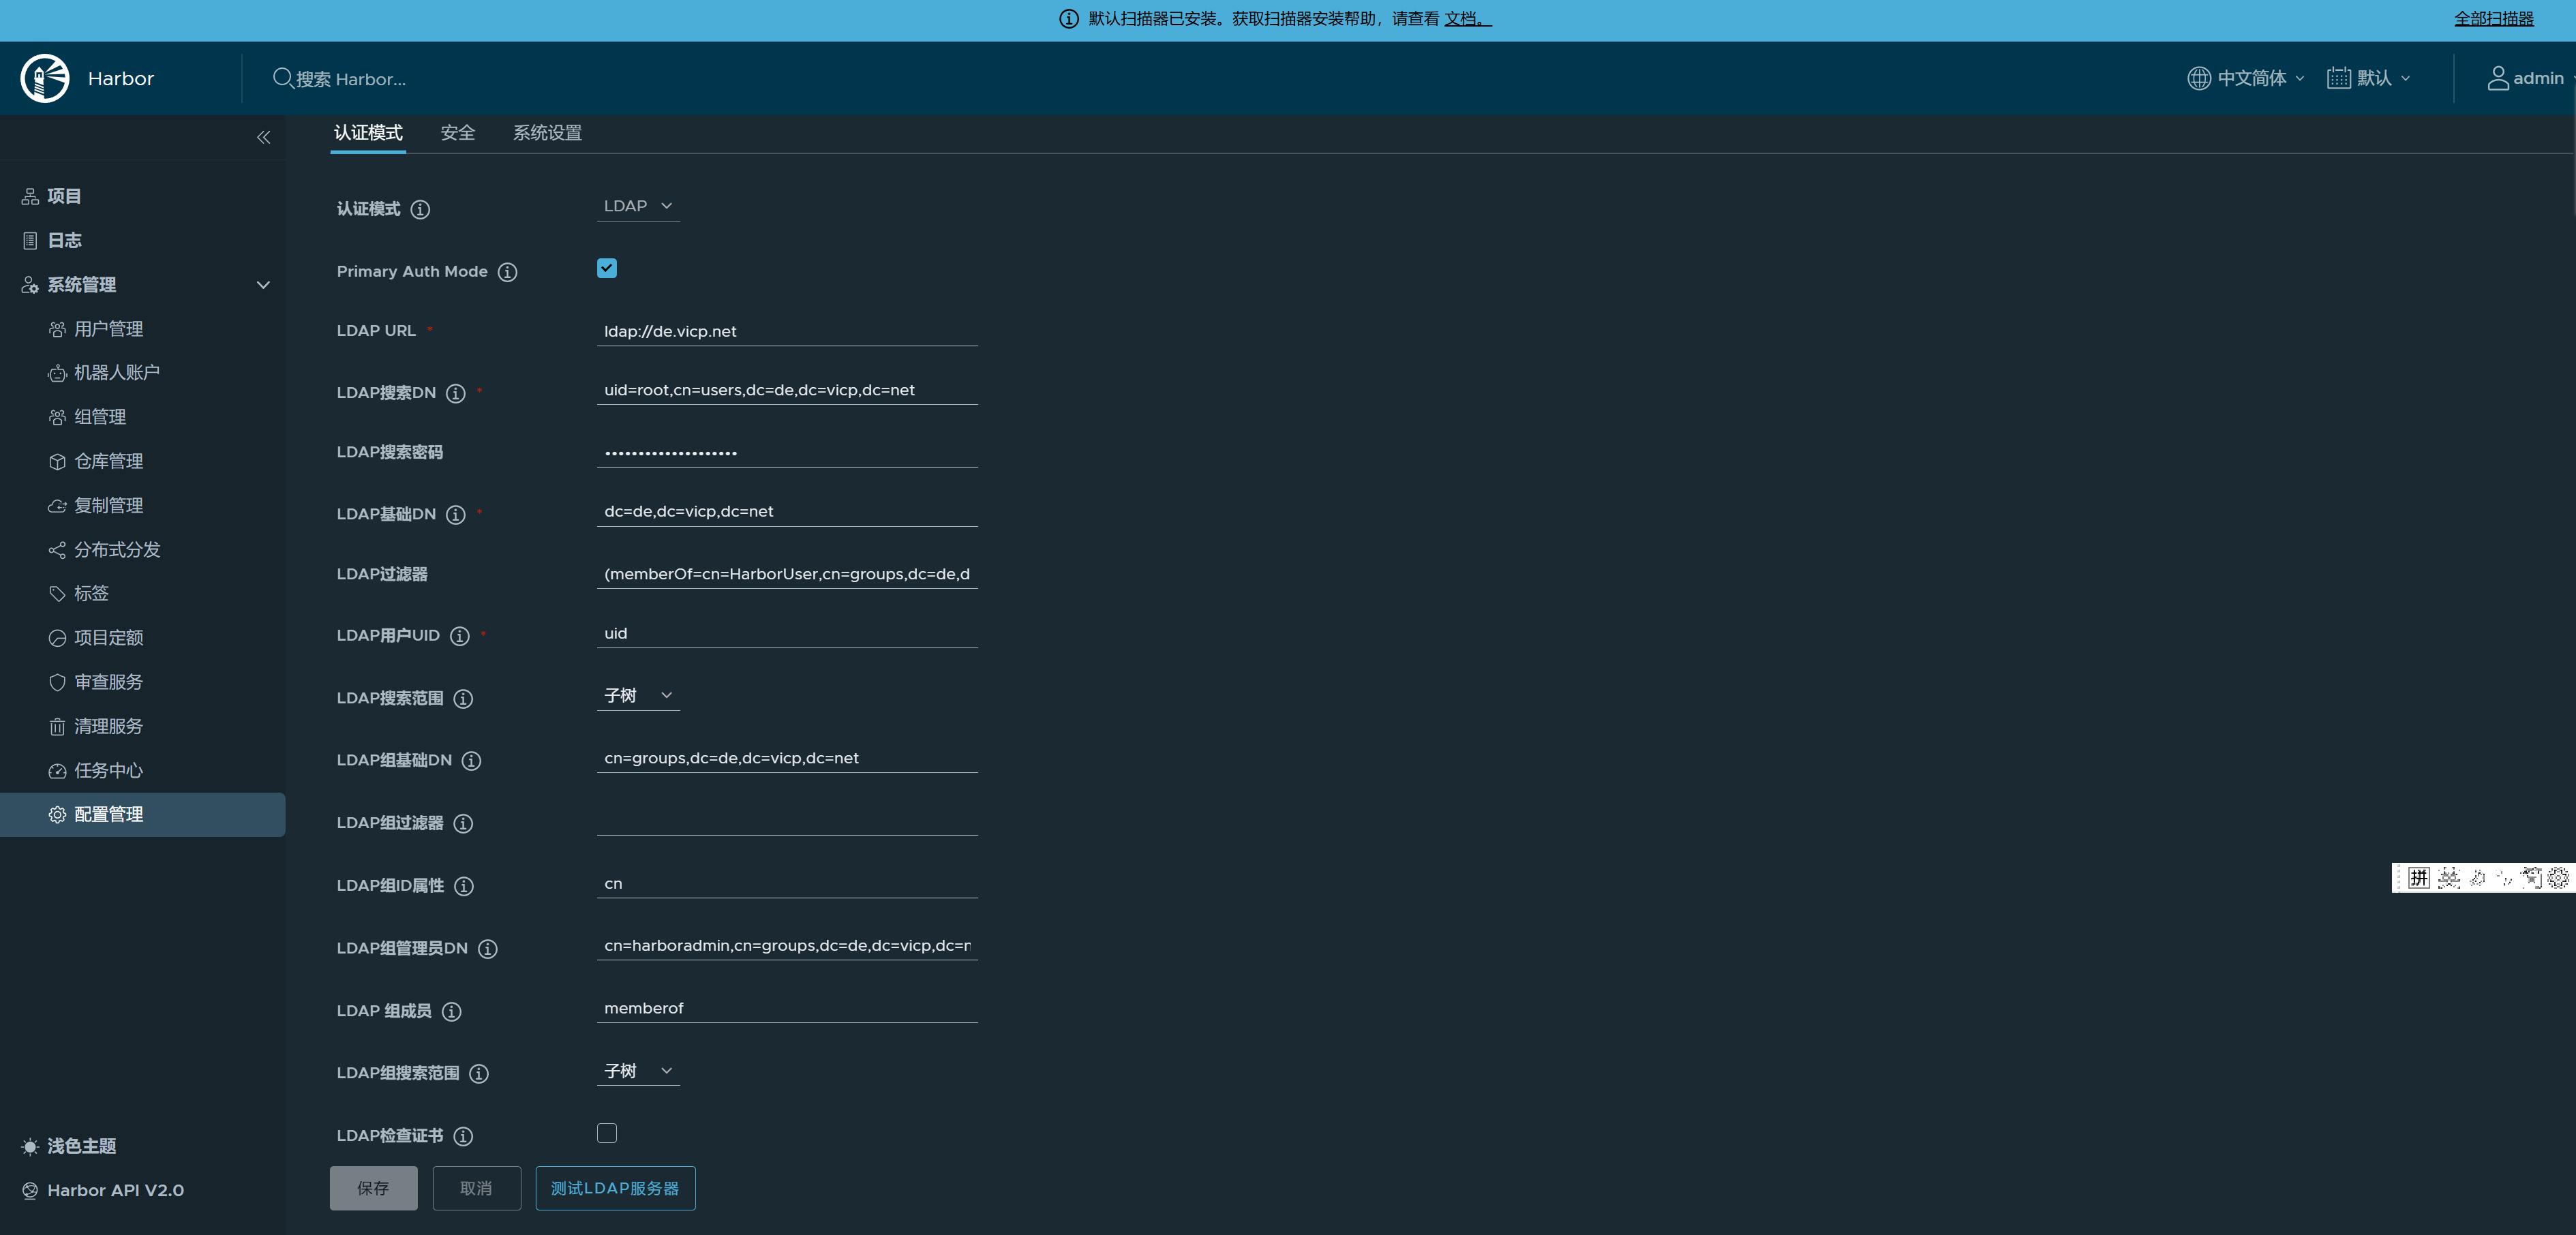 默认扫描器已安装。获取扫描器安装帮助，请查看 文档。
全部扫描器
Harbor
搜索 Harbor...
中文简体
默认
admin
认证模式
安全
系统设置
项目
日志
系统管理
用户管理
机器人账户
组管理
仓库管理
复制管理
分布式分发
标签
项目定额
审查服务
清理服务
任务中心
配置管理
浅色主题
Harbor API V2.0
认证模式
LDAP
Primary Auth Mode
LDAP URL *
ldap://de.vicp.net
LDAP搜索DN *
uid=root,cn=users,dc=de,dc=vicp,dc=net
LDAP搜索密码
••••••••••••••••••••
LDAP基础DN *
dc=de,dc=vicp,dc=net
LDAP过滤器
(memberOf=cn=HarborUser,cn=groups,dc=de,d
LDAP用户UID *
uid
LDAP搜索范围
子树
LDAP组基础DN
cn=groups,dc=de,dc=vicp,dc=net
LDAP组过滤器
LDAP组ID属性
cn
LDAP组管理员DN
cn=harboradmin,cn=groups,dc=de,dc=vicp,dc=n
LDAP 组成员
memberof
LDAP组搜索范围
子树
LDAP检查证书
保存
取消
测试LDAP服务器
拼